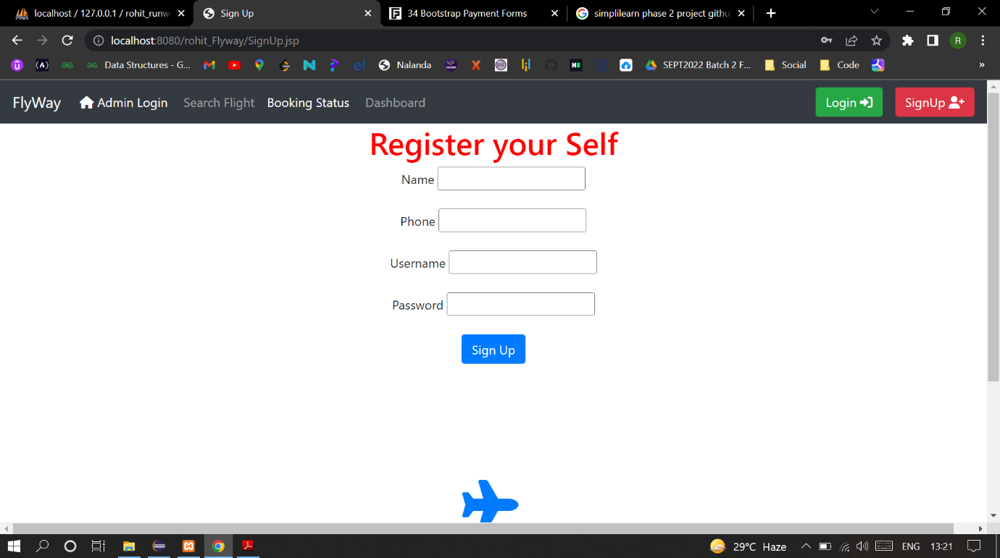 localhost / 127.0.0.1 / rohit_runwa
Sign Up
34 Bootstrap Payment Forms
simplilearn phase 2 project githu
localhost:8080/rohit_Flyway/SignUp.jsp
R
Data Structures - G...
Nalanda
SEPT2022 Batch 2 F...
Social
Code
»
FlyWay
Admin Login
Search Flight
Booking Status
Dashboard
Login
SignUp
Register your Self
Name
Phone
Username
Password
Sign Up
29°C Haze
ENG
13:21